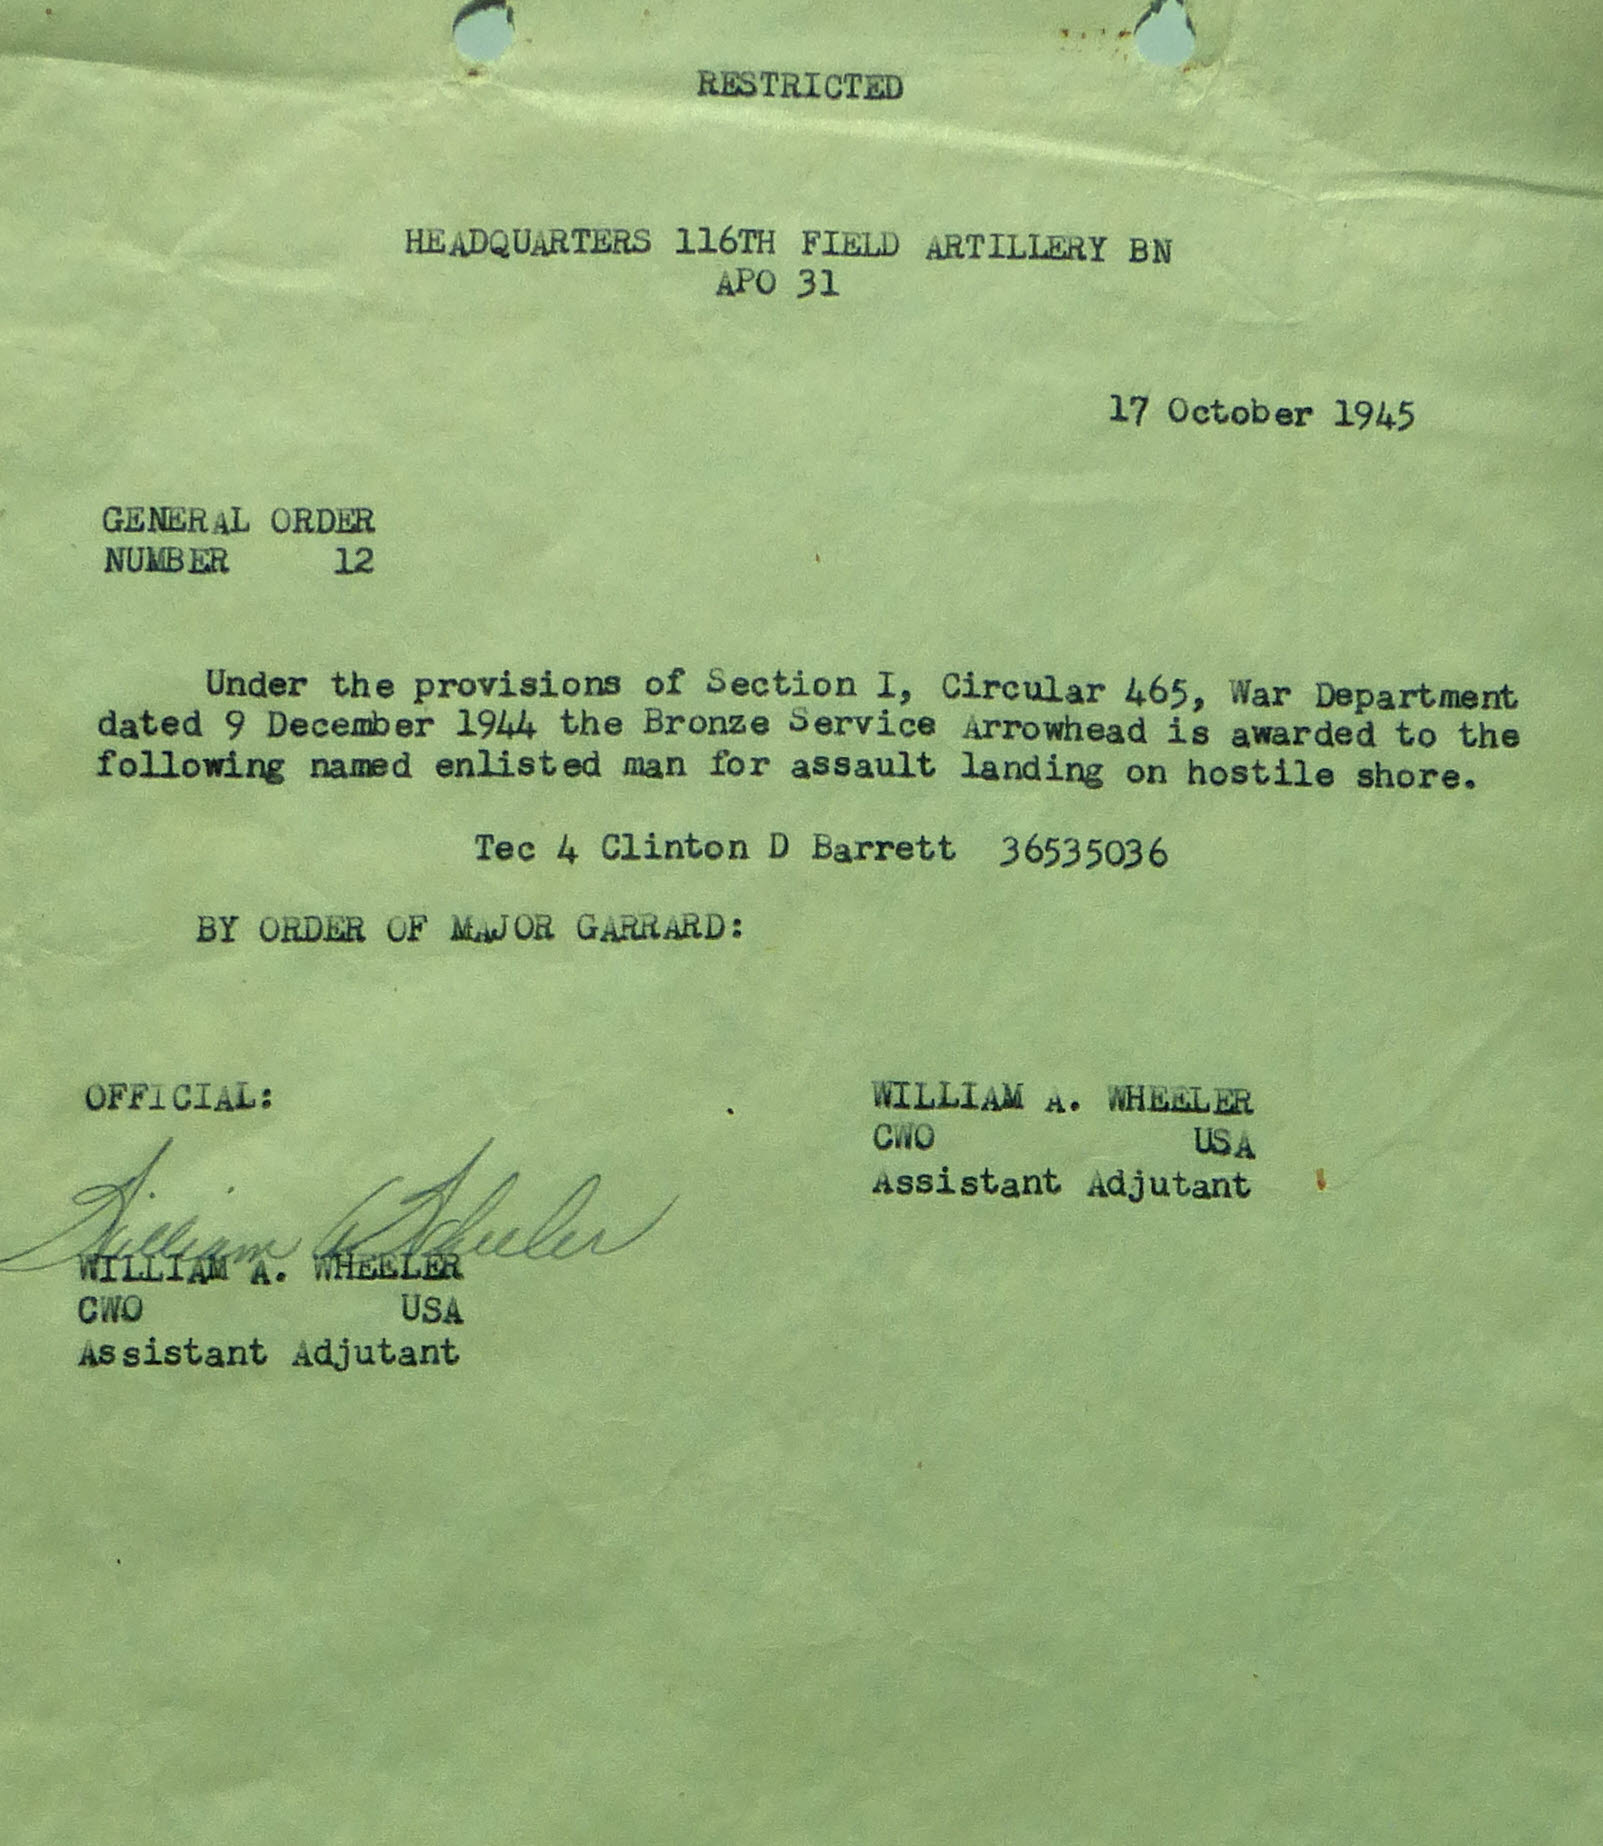 RESTRICTED
HEADQUARTERS 116TH FIELD ARTILLERY BN
APO 31
17 October 1945
GENERAL ORDER
NUMBER 12
Under the provisions of Section I, Circular 465, War Department
dated 9 December 1944 the Bronze Service Arrowhead is awarded to the
following named enlisted man for assault landing on hostile shore.
Tec 4 Clinton D Barrett 36535036
BY ORDER OF MAJOR GARRARD:
OFFICIAL:
William A Wheeler
WILLIAM A. WHEELER
CWO USA
Assistant Adjutant
WILLIAM A. WHEELER
CWO USA
Assistant Adjutant